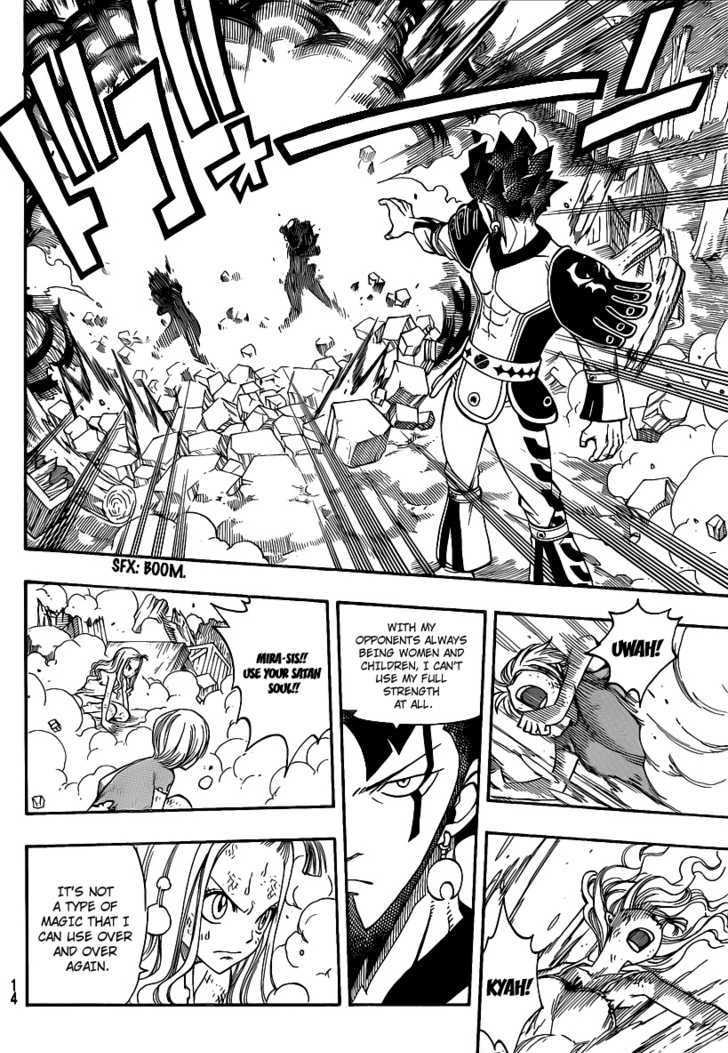 ドゴォーン
SFX: BOOM.
UWAH!
KYAH!
WITH MY
OPPONENTS ALWAYS
BEING WOMEN AND
CHILDREN, I CAN'T
USE MY FULL
STRENGTH
AT ALL.
MIRA-SIS!!
USE YOUR SATAN
SOUL!!
IT'S NOT
A TYPE OF
MAGIC THAT I
CAN USE OVER
AND OVER
AGAIN.
14